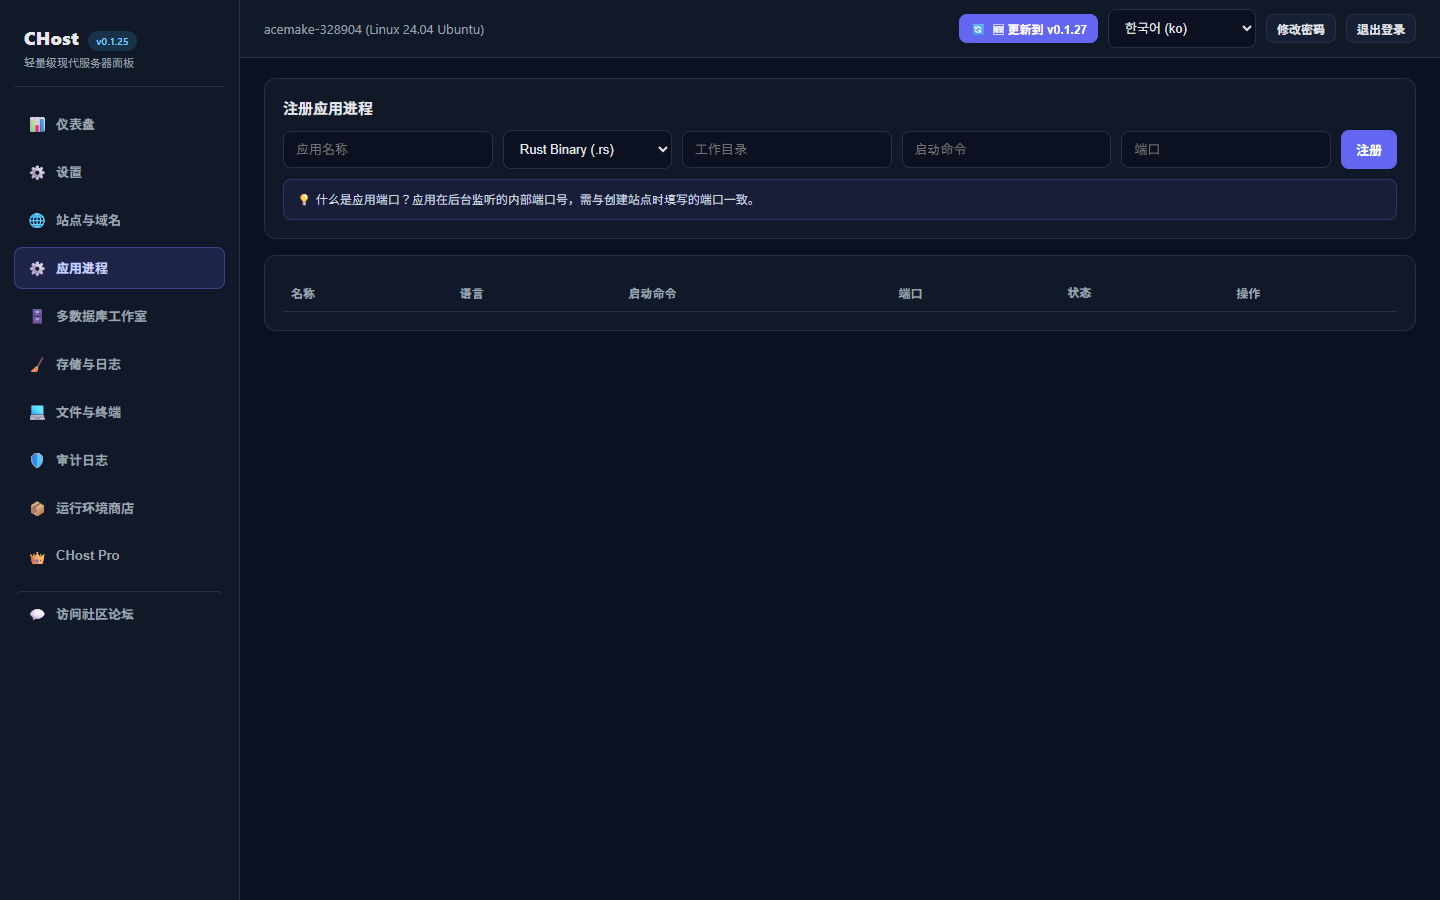 CHost v0.1.25
轻量级现代服务器面板
仪表盘
设置
站点与域名
应用进程
多数据库工作室
存储与日志
文件与终端
审计日志
运行环境商店
CHost Pro
访问社区论坛
acemake-328904 (Linux 24.04 Ubuntu)
🔄 🆕 更新到 v0.1.27
한국어 (ko)
修改密码
退出登录
注册应用进程
应用名称
Rust Binary (.rs)
工作目录
启动命令
端口
注册
💡 什么是应用端口？应用在后台监听的内部端口号，需与创建站点时填写的端口一致。
名称 语言 启动命令 端口 状态 操作